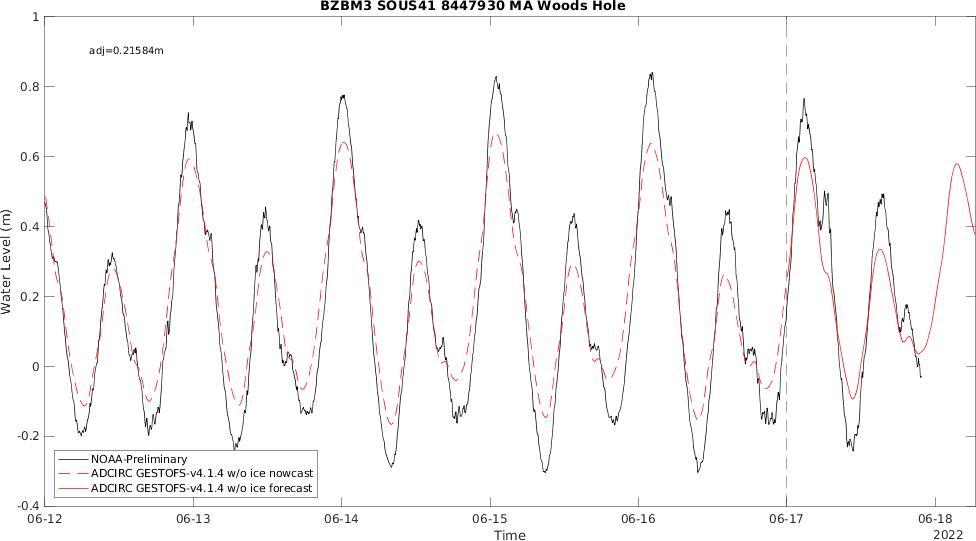 BZBM3 SOUS41 8447930 MA Woods Hole
adj=0.21584m
Water Level (m)
1
0.8
0.6
0.4
0.2
0
-0.2
-0.4
NOAA-Preliminary
ADCIRC GESTOFS-v4.1.4 w/o ice nowcast
ADCIRC GESTOFS-v4.1.4 w/o ice forecast
06-12 06-13 06-14 06-15 06-16 06-17 06-18
Time
2022